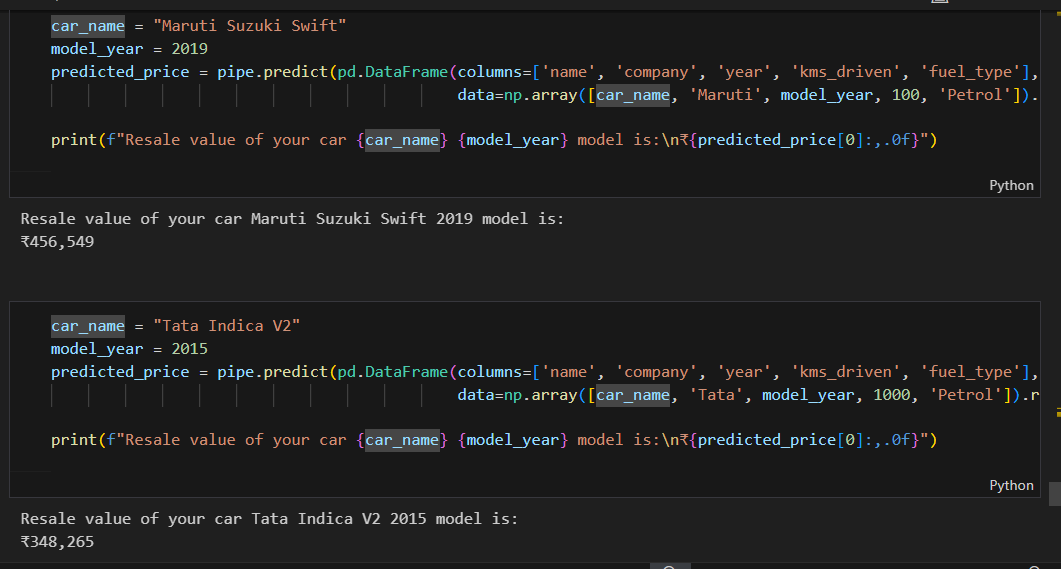 car_name = "Maruti Suzuki Swift"
model_year = 2019
predicted_price = pipe.predict(pd.DataFrame(columns=['name', 'company', 'year', 'kms_driven', 'fuel_type'],
data=np.array([car_name, 'Maruti', model_year, 100, 'Petrol']).
print(f"Resale value of your car {car_name} {model_year} model is:\n₹{predicted_price[0]:,.0f}")
Python
Resale value of your car Maruti Suzuki Swift 2019 model is:
₹456,549
car_name = "Tata Indica V2"
model_year = 2015
predicted_price = pipe.predict(pd.DataFrame(columns=['name', 'company', 'year', 'kms_driven', 'fuel_type'],
data=np.array([car_name, 'Tata', model_year, 1000, 'Petrol']).r
print(f"Resale value of your car {car_name} {model_year} model is:\n₹{predicted_price[0]:,.0f}")
Python
Resale value of your car Tata Indica V2 2015 model is:
₹348,265